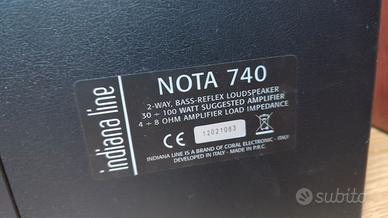 indiana line
NOTA 740
2-WAY, BASS-REFLEX LOUDSPEAKER
30 ÷ 100 WATT SUGGESTED AMPLIFIER
4 ÷ 8 OHM AMPLIFIER LOAD IMPEDANCE
CE 12021083
INDIANA LINE IS A BRAND OF CORAL ELECTRONIC - ITALY
DEVELOPED IN ITALY - MADE IN P.R.C.
subito